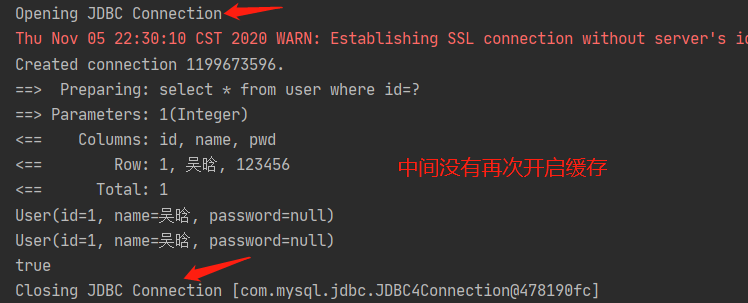 Opening JDBC Connection
Thu Nov 05 22:30:10 CST 2020 WARN: Establishing SSL connection without server's
Created connection 1199673596.
==>  Preparing: select * from user where id=?
==> Parameters: 1(Integer)
<==    Columns: id, name, pwd
<==        Row: 1, 吴晗, 123456
中间没有再次开启缓存
<==      Total: 1
User(id=1, name=吴晗, password=null)
User(id=1, name=吴晗, password=null)
true
Closing JDBC Connection [com.mysql.jdbc.JDBC4Connection@478190fc]